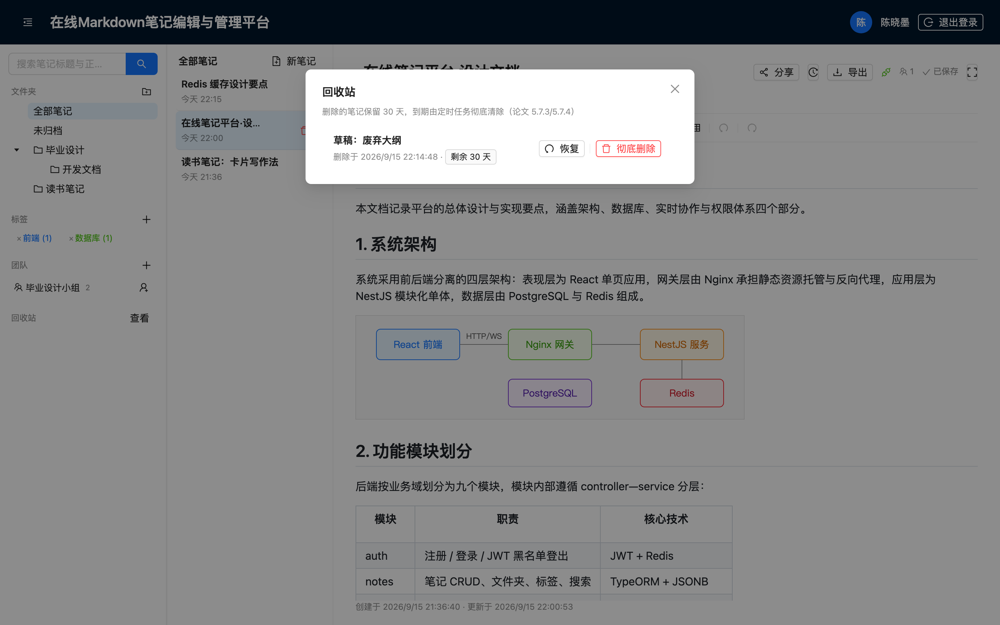 在线Markdown笔记编辑与管理平台
陈 陈晓墨 退出登录
搜索笔记标题与正...
文件夹
全部笔记
未归档
毕业设计
开发文档
读书笔记
标签
×前端 (1) ×数据库 (1)
团队
毕业设计小组 2
回收站 查看
全部笔记 新笔记
Redis 缓存设计要点
今天 22:15
在线笔记平台·设...
今天 22:00
读书笔记：卡片写作法
今天 21:36
分享 导出 1 已保存
回收站
删除的笔记保留 30 天，到期由定时任务彻底清除（论文 5.7.3/5.7.4）
草稿：废弃大纲
删除于 2026/9/15 22:14:48 · 剩余 30 天
恢复 彻底删除
本文档记录平台的总体设计与实现要点，涵盖架构、数据库、实时协作与权限体系四个部分。
1. 系统架构
系统采用前后端分离的四层架构：表现层为 React 单页应用，网关层由 Nginx 承担静态资源托管与反向代理，应用层为
NestJS 模块化单体，数据层由 PostgreSQL 与 Redis 组成。
React 前端 HTTP/WS Nginx 网关 NestJS 服务
PostgreSQL Redis
2. 功能模块划分
后端按业务域划分为九个模块，模块内部遵循 controller—service 分层：
模块 职责 核心技术
auth 注册 / 登录 / JWT 黑名单登出 JWT + Redis
notes 笔记 CRUD、文件夹、标签、搜索 TypeORM + JSONB
创建于 2026/9/15 21:36:40 · 更新于 2026/9/15 22:00:53